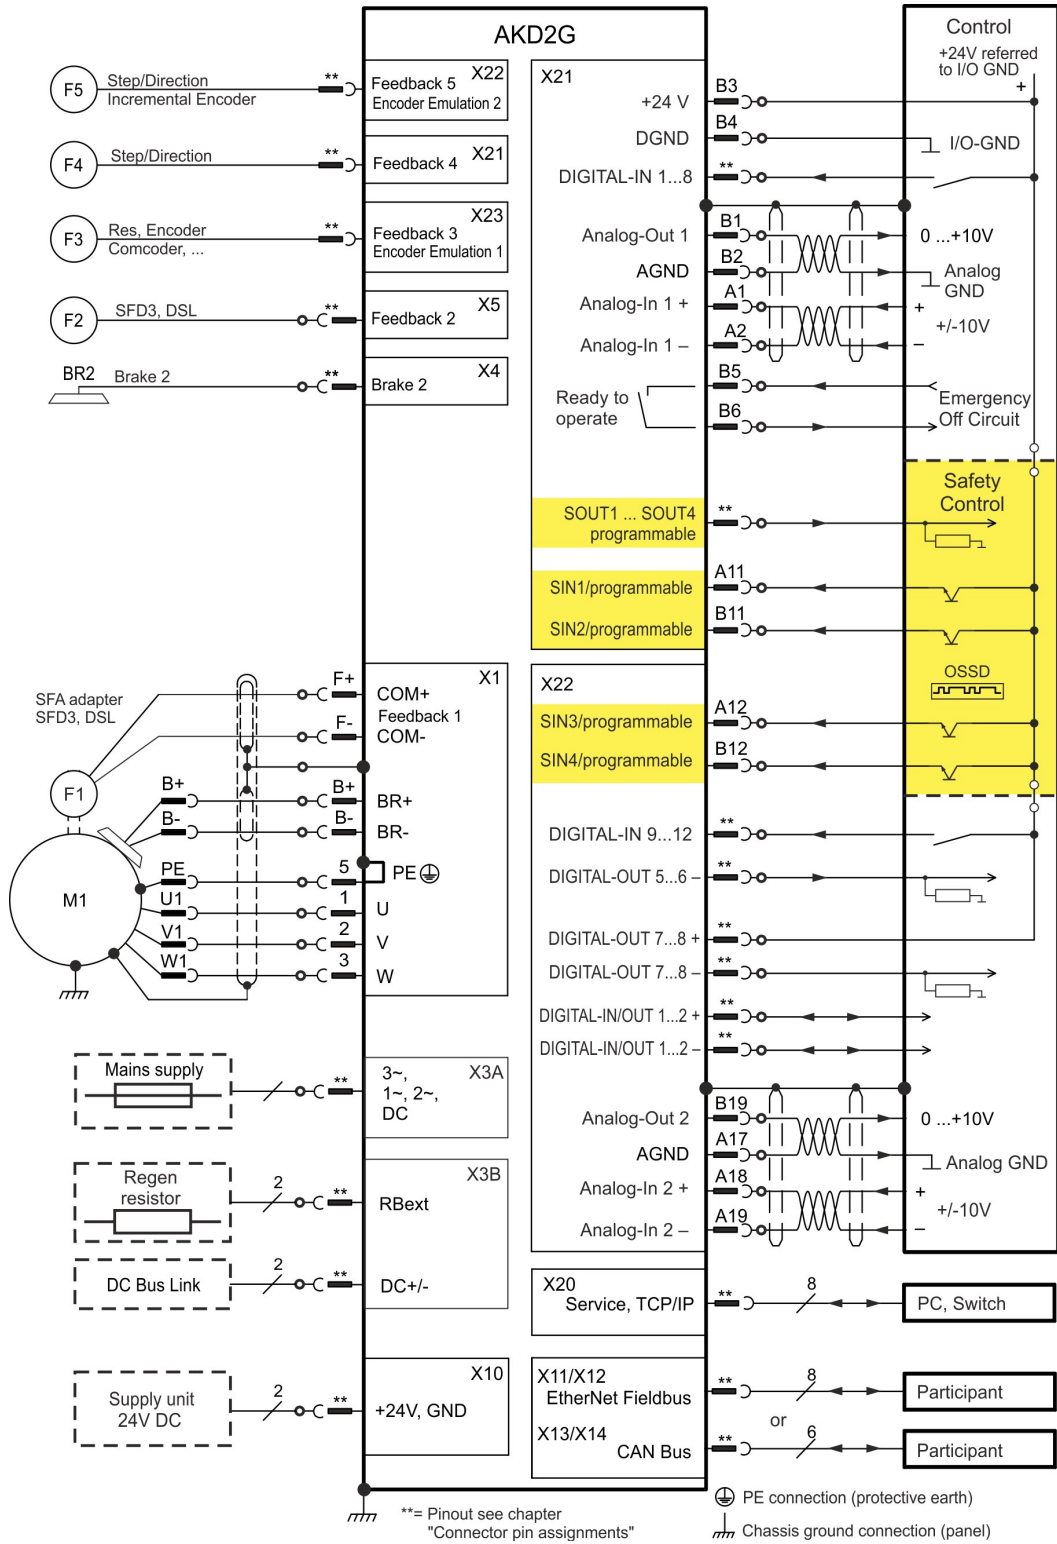 AKD2G
F5
Step/Direction
Incremental Encoder
**
X22
Feedback 5
Encoder Emulation 2
F4
Step/Direction
**
X21
Feedback 4
F3
Res, Encoder
Comcoder, ...
**
X23
Feedback 3
Encoder Emulation 1
F2
SFD3, DSL
**
X5
Feedback 2
BR2
Brake 2
**
X4
Brake 2
SFA adapter
SFD3, DSL
F1
M1
F+
F-
B+
B-
B+
B-
PE
U1
V1
W1
5
1
2
3
X1
COM+
Feedback 1
COM-
BR+
BR-
PE
U
V
W
Mains supply
**
X3A
3~,
1~, 2~,
DC
Regen
resistor
2
**
X3B
RBext
DC Bus Link
2
**
DC+/-
Supply unit
24V DC
2
**
X10
+24V, GND
X21
+24 V
B3
DGND
B4
DIGITAL-IN 1...8
**
Analog-Out 1
B1
AGND
B2
Analog-In 1 +
A1
Analog-In 1 –
A2
Ready to
operate
B5
B6
SOUT1 ... SOUT4
programmable
**
SIN1/programmable
A11
SIN2/programmable
B11
X22
SIN3/programmable
A12
SIN4/programmable
B12
DIGITAL-IN 9...12
**
DIGITAL-OUT 5...6 –
**
DIGITAL-OUT 7...8 +
**
DIGITAL-OUT 7...8 –
**
DIGITAL-IN/OUT 1...2 +
**
DIGITAL-IN/OUT 1...2 –
**
Analog-Out 2
B19
AGND
A17
Analog-In 2 +
A18
Analog-In 2 –
A19
Control
+24V referred
to I/O GND
+
I/O-GND
0 ...+10V
Analog
GND
+
+/-10V
–
Emergency
Off Circuit
Safety
Control
OSSD
0 ...+10V
Analog GND
+
+/-10V
–
X20
Service, TCP/IP
**
8
PC, Switch
X11/X12
EtherNet Fieldbus
**
8
Participant
or
X13/X14
CAN Bus
**
6
Participant
**= Pinout see chapter
"Connector pin assignments"
PE connection (protective earth)
Chassis ground connection (panel)